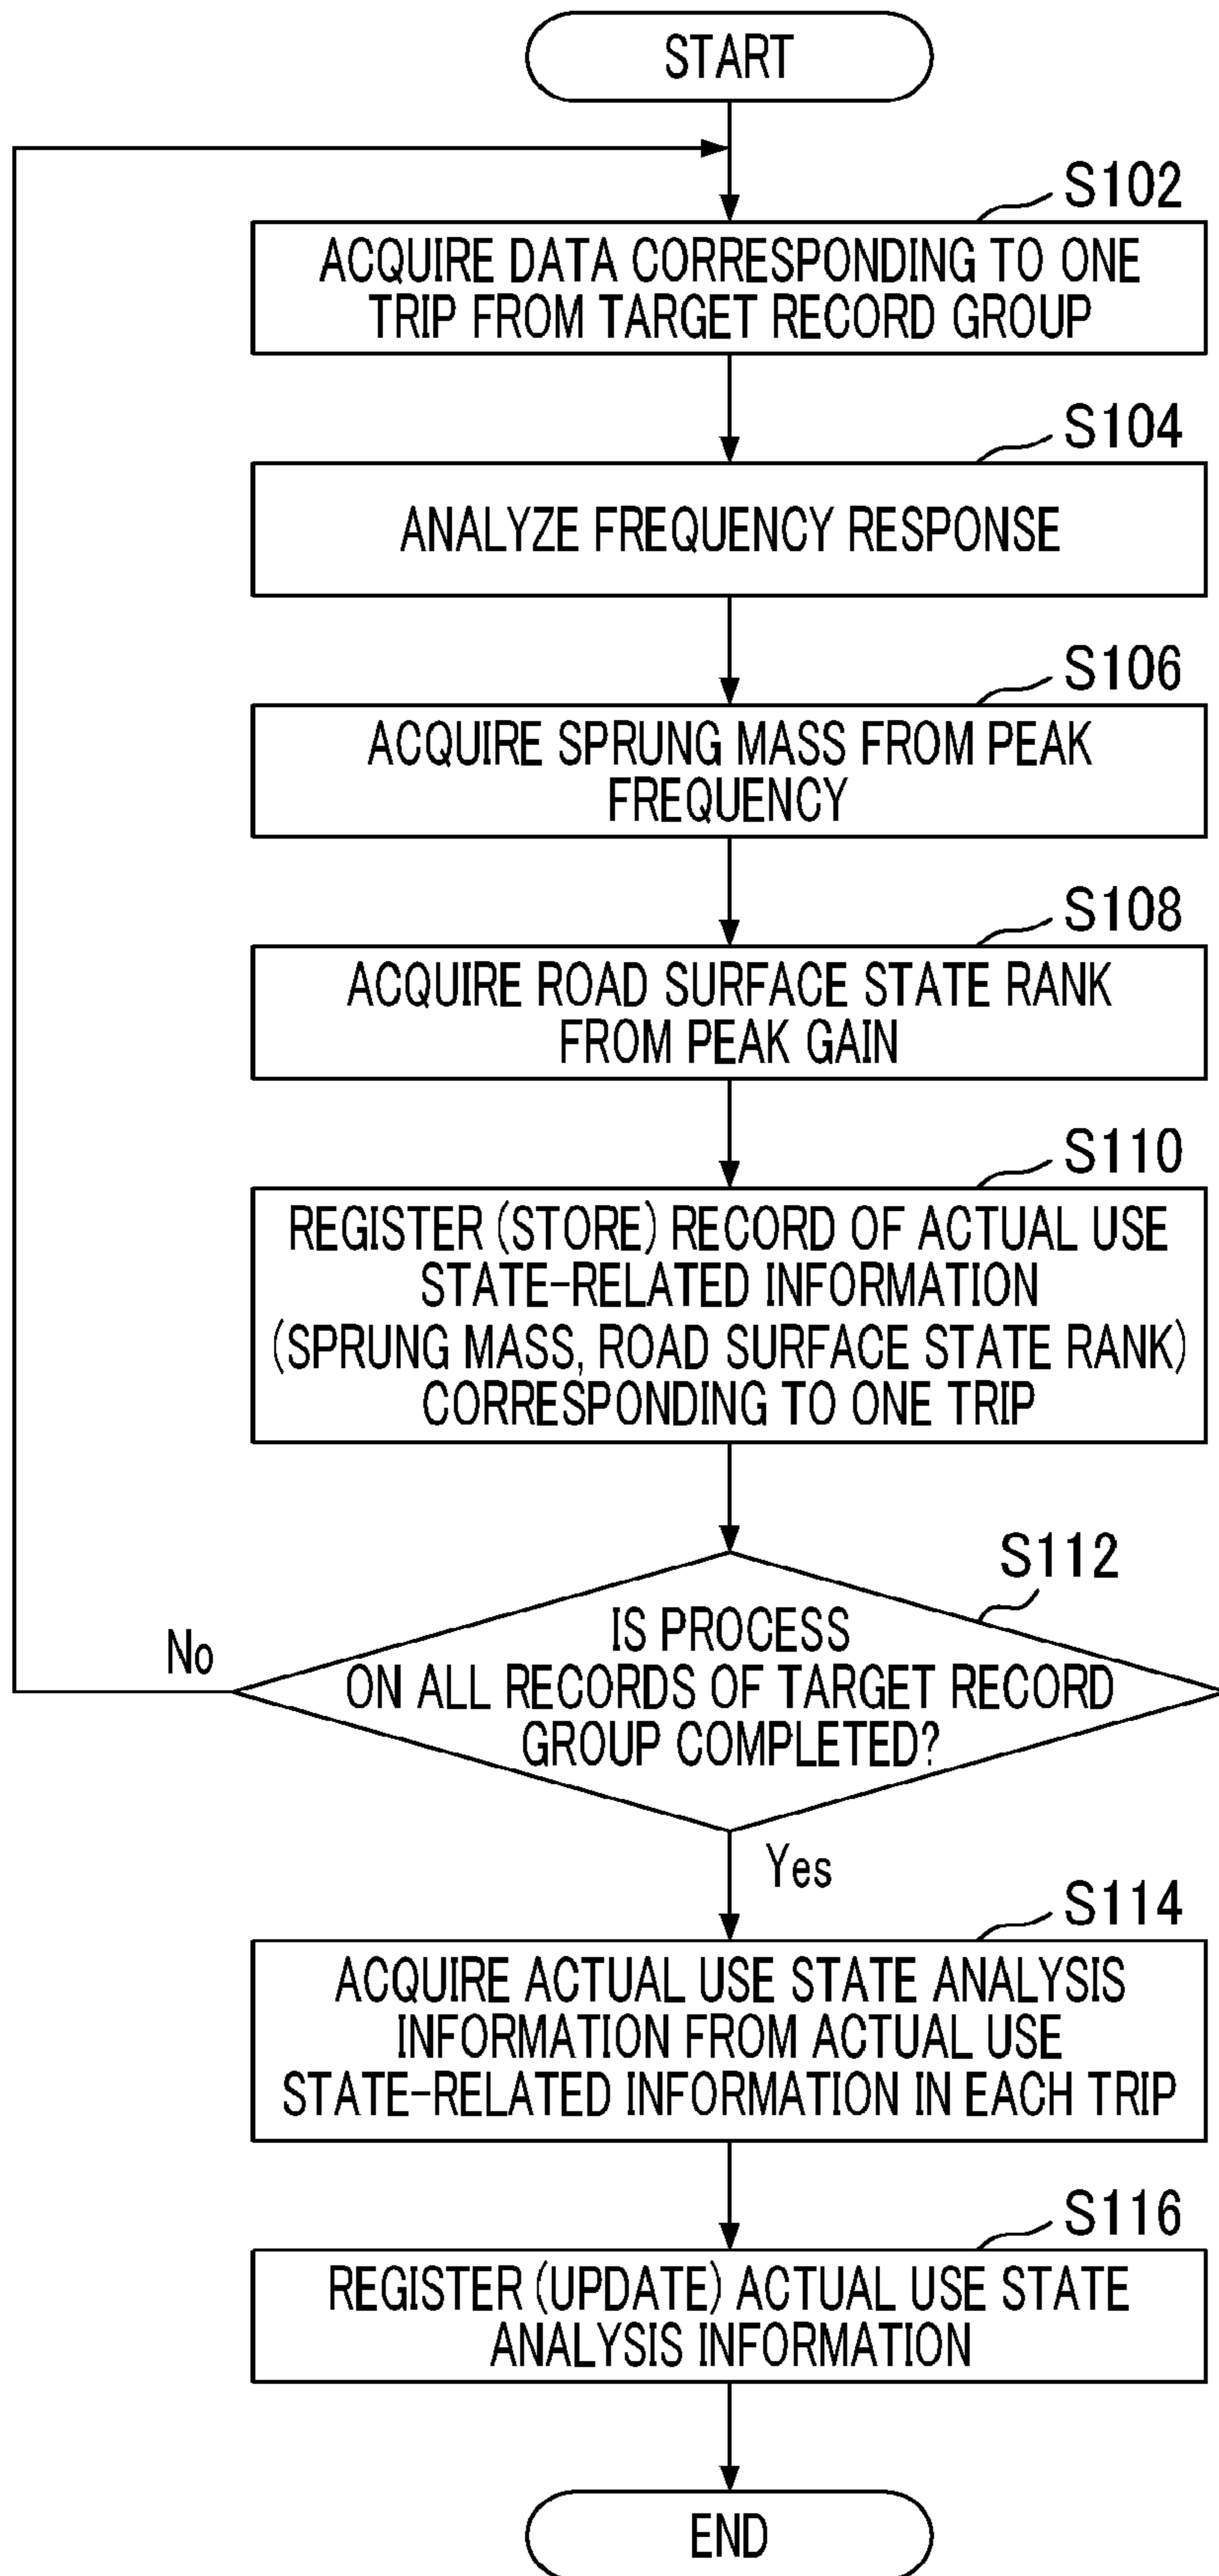 START
S102
ACQUIRE DATA CORRESPONDING TO ONE
TRIP FROM TARGET RECORD GROUP
S104
ANALYZE FREQUENCY RESPONSE
S106
ACQUIRE SPRUNG MASS FROM PEAK
FREQUENCY
S108
ACQUIRE ROAD SURFACE STATE RANK
FROM PEAK GAIN
S110
REGISTER (STORE) RECORD OF ACTUAL USE
STATE-RELATED INFORMATION
(SPRUNG MASS, ROAD SURFACE STATE RANK)
CORRESPONDING TO ONE TRIP
S112
IS PROCESS
ON ALL RECORDS OF TARGET RECORD
GROUP COMPLETED?
No
Yes
S114
ACQUIRE ACTUAL USE STATE ANALYSIS
INFORMATION FROM ACTUAL USE
STATE-RELATED INFORMATION IN EACH TRIP
S116
REGISTER (UPDATE) ACTUAL USE STATE
ANALYSIS INFORMATION
END